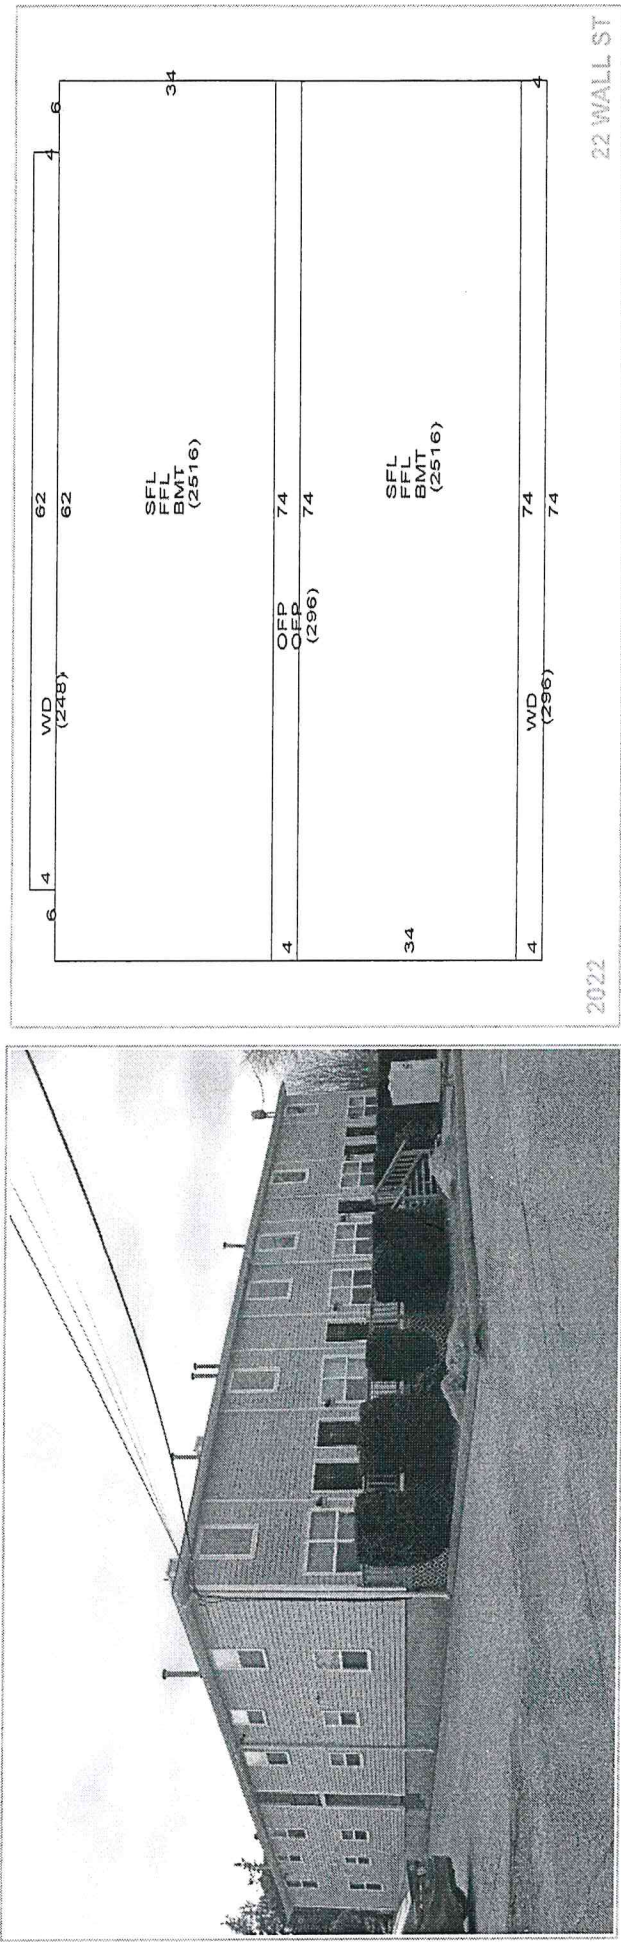 62
4
4
WD
(248)
62
6
6
34
SFL
FFL
BMT
(2516)
74
4
OFP
OFP
(296)
74
SFL
FFL
BMT
(2516)
34
74
4
WD
(296)
4
74
2022
22 WALL ST